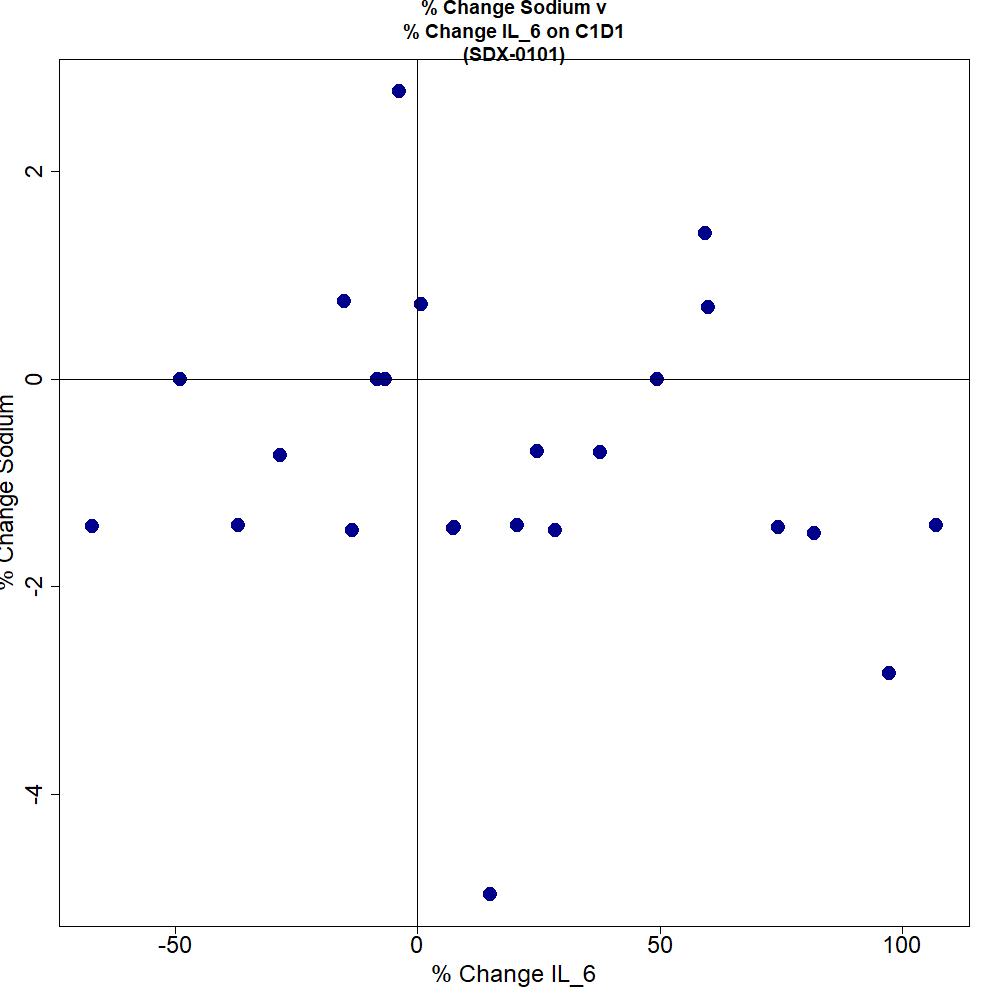 % Change Sodium v
% Change IL_6 on C1D1
(SDX-0101)
% Change Sodium
2
0
-2
-4
-50
0
50
100
% Change IL_6